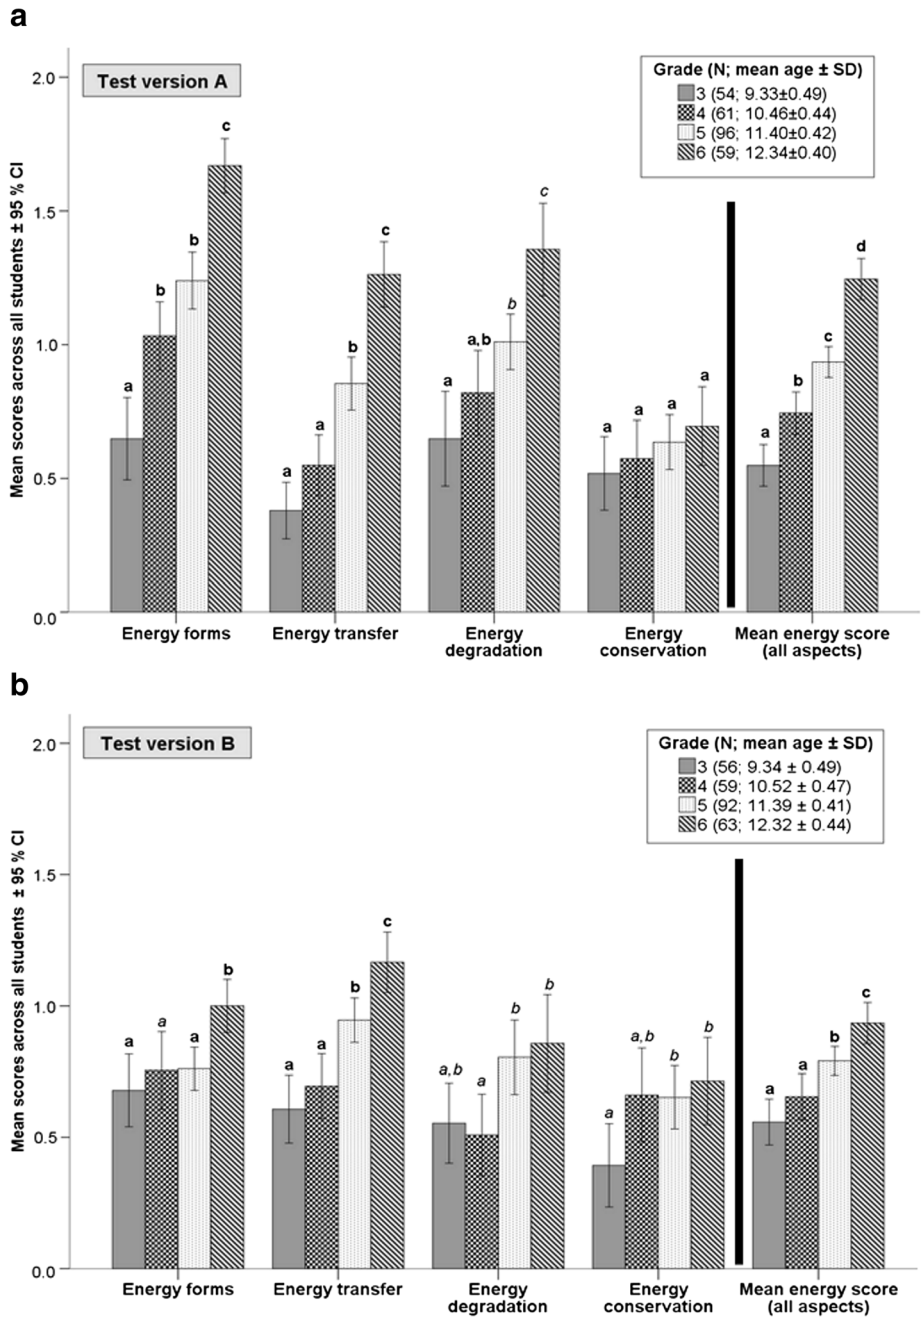 a
Test version A
Grade (N; mean age ± SD)
3 (54; 9.33±0.49)
4 (61; 10.46±0.44)
5 (96; 11.40±0.42)
6 (59; 12.34±0.40)
Mean scores across all students ± 95 % CI
2.0
1.5
1.0
0.5
0.0
a b b c
a a b c
a a,b b c
a a a a
a b c d
Energy forms
Energy transfer
Energy
degradation
Energy
conservation
Mean energy score
(all aspects)
b
Test version B
Grade (N; mean age ± SD)
3 (56; 9.34 ± 0.49)
4 (59; 10.52 ± 0.47)
5 (92; 11.39 ± 0.41)
6 (63; 12.32 ± 0.44)
Mean scores across all students ± 95 % CI
2.0
1.5
1.0
0.5
0.0
a a a b
a a b c
a,b a b b
a a,b b b
a a b c
Energy forms
Energy transfer
Energy
degradation
Energy
conservation
Mean energy score
(all aspects)